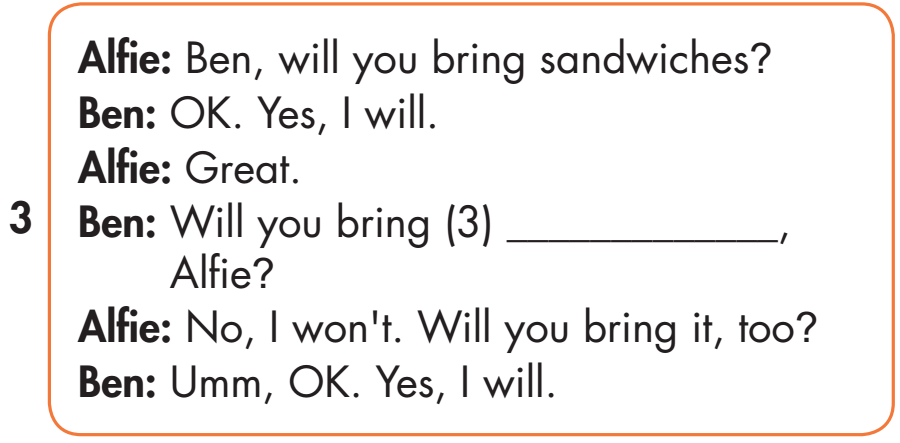 Alfie: Ben, will you bring sandwiches?
Ben: OK. Yes, I will.
Alfie: Great.
3 Ben: Will you bring (3) _____________,
Alfie?
Alfie: No, I won't. Will you bring it, too?
Ben: Umm, OK. Yes, I will.